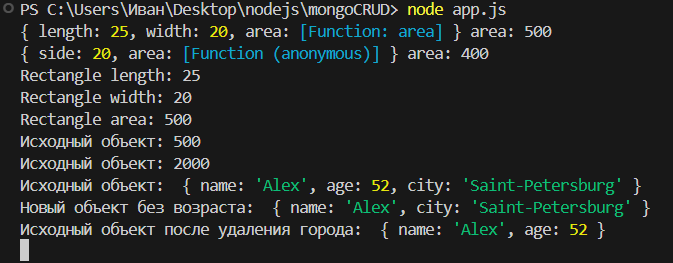 PS C:\Users\Иван\Desktop\nodejs\mongoCRUD> node app.js
{ length: 25, width: 20, area: [Function: area] } area: 500
{ side: 20, area: [Function (anonymous)] } area: 400
Rectangle length: 25
Rectangle width: 20
Rectangle area: 500
Исходный объект: 500
Исходный объект: 2000
Исходный объект:  { name: 'Alex', age: 52, city: 'Saint-Petersburg' }
Новый объект без возраста:  { name: 'Alex', city: 'Saint-Petersburg' }
Исходный объект после удаления города:  { name: 'Alex', age: 52 }